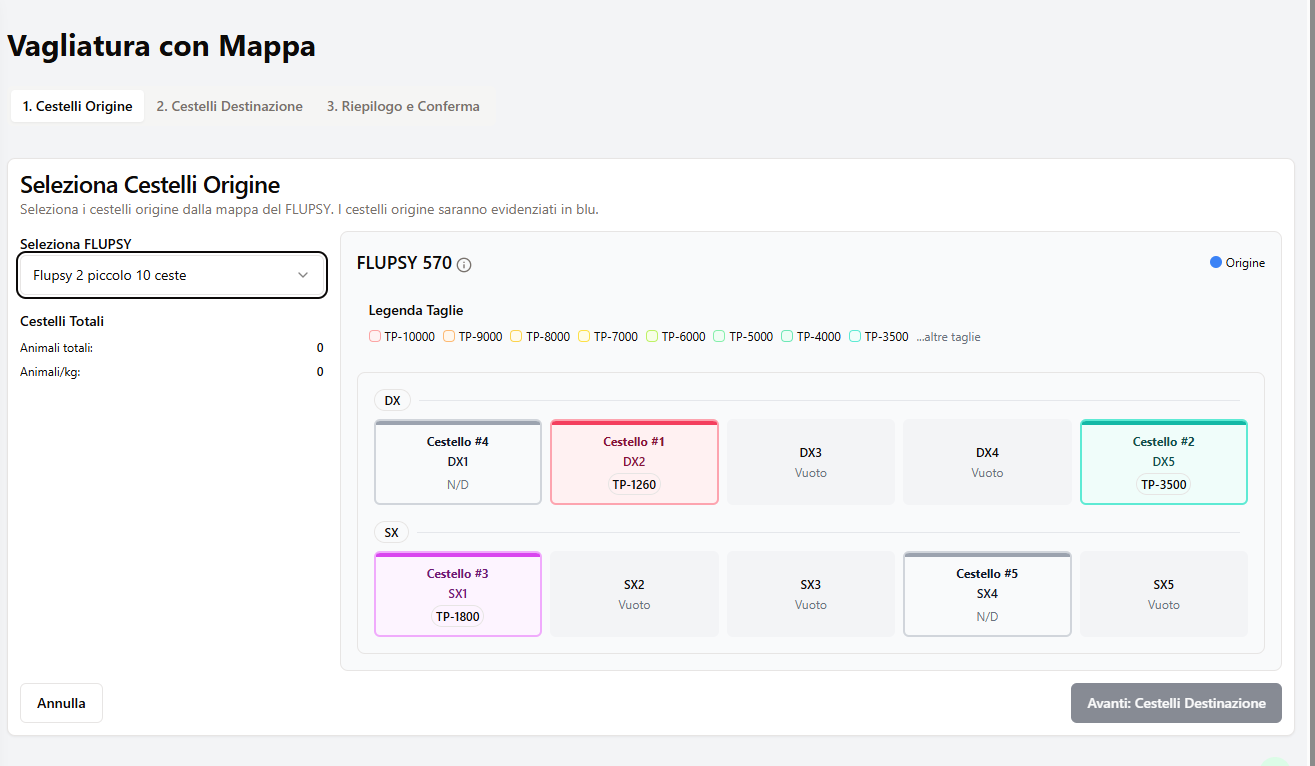 Vagliatura con Mappa
1. Cestelli Origine 2. Cestelli Destinazione 3. Riepilogo e Conferma
Seleziona Cestelli Origine
Seleziona i cestelli origine dalla mappa del FLUPSY. I cestelli origine saranno evidenziati in blu.
Seleziona FLUPSY
Flupsy 2 piccolo 10 ceste
Cestelli Totali
Animali totali: 0
Animali/kg: 0
FLUPSY 570
Origine
Legenda Taglie
TP-10000 TP-9000 TP-8000 TP-7000 TP-6000 TP-5000 TP-4000 TP-3500 ...altre taglie
DX
Cestello #4
DX1
N/D
Cestello #1
DX2
TP-1260
DX3
Vuoto
DX4
Vuoto
Cestello #2
DX5
TP-3500
SX
Cestello #3
SX1
TP-1800
SX2
Vuoto
SX3
Vuoto
Cestello #5
SX4
N/D
SX5
Vuoto
Annulla
Avanti: Cestelli Destinazione